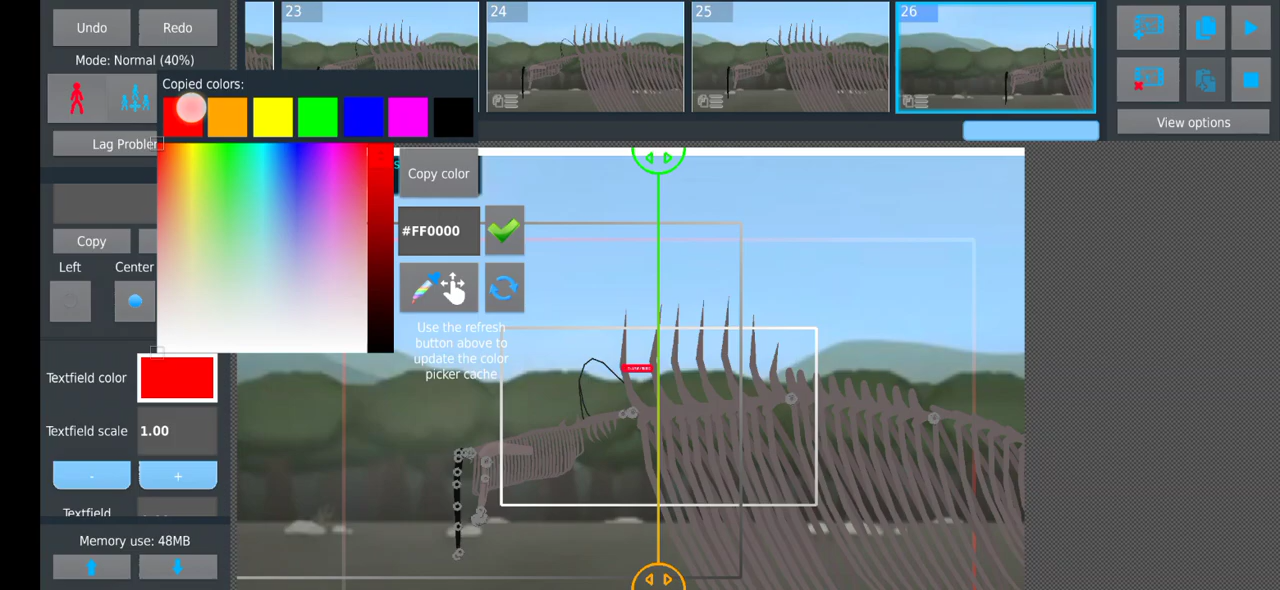 Undo
Redo
23
24
25
26
Mode: Normal (40%)
Copied colors:
Lag Proble
View options
Copy color
Copy
#FF0000
Left
Center
Use the refresh
button above to
update the color
picker cache
Textfield color
Textfield scale
1.00
-
+
Textfield
Memory use: 48MB